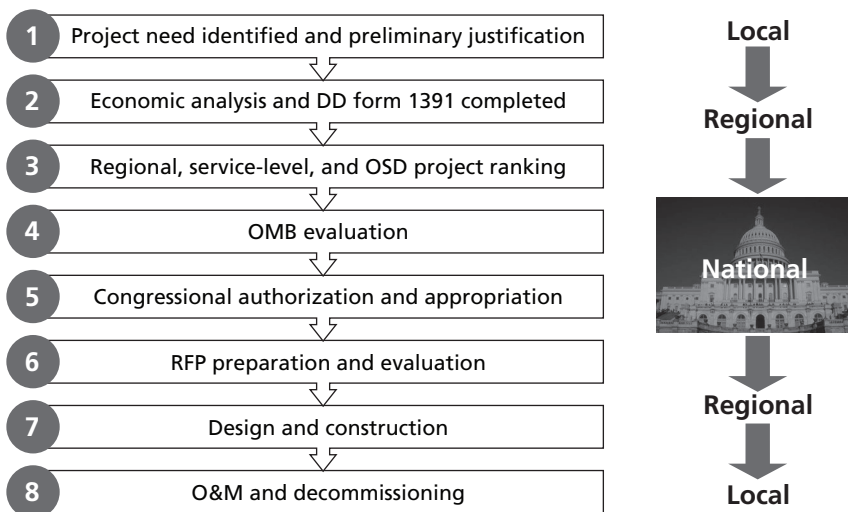 1 Project need identified and preliminary justification
2 Economic analysis and DD form 1391 completed
3 Regional, service-level, and OSD project ranking
4 OMB evaluation
5 Congressional authorization and appropriation
6 RFP preparation and evaluation
7 Design and construction
8 O&M and decommissioning
Local
Regional
National
Regional
Local